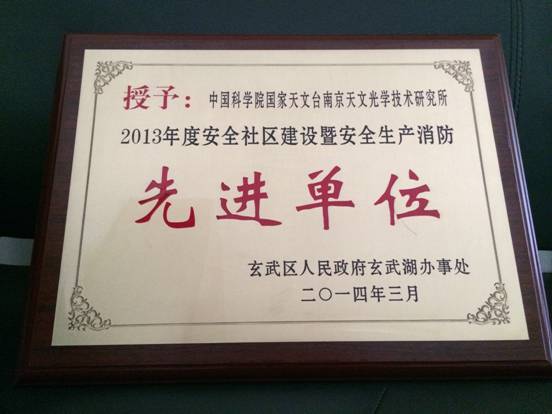 授予：中国科学院国家天文台南京天文光学技术研究所
2013年度安全社区建设暨安全生产消防
先进单位
玄武区人民政府玄武湖办事处
二〇一四年三月